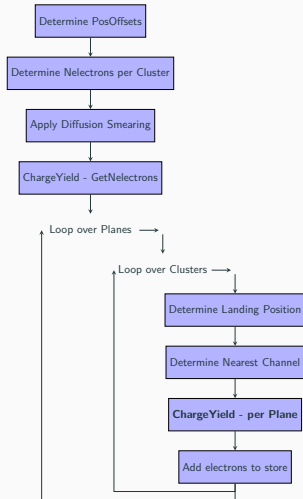 Determine PosOffsets
Determine Nelectrons per Cluster
Apply Diffusion Smearing
ChargeYield - GetNelectrons
Loop over Planes
Loop over Clusters
Determine Landing Position
Determine Nearest Channel
ChargeYield - per Plane
Add electrons to store